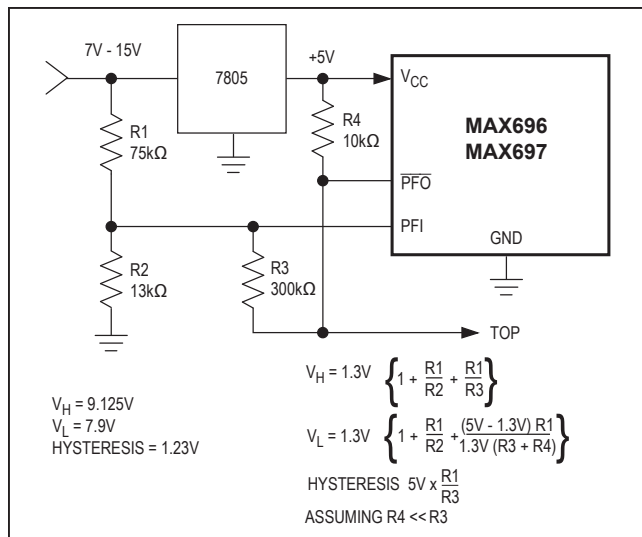 7V - 15V
7805
+5V
VCC
MAX696
MAX697
R1
75kΩ
R4
10kΩ
PFO
PFI
GND
R2
13kΩ
R3
300kΩ
TOP
VH = 9.125V
VL = 7.9V
HYSTERESIS = 1.23V
VH = 1.3V { 1 + R1/R2 + R1/R3 }
VL = 1.3V { 1 + R1/R2 + (5V - 1.3V) R1/1.3V (R3 + R4) }
HYSTERESIS 5V x R1/R3
ASSUMING R4 << R3